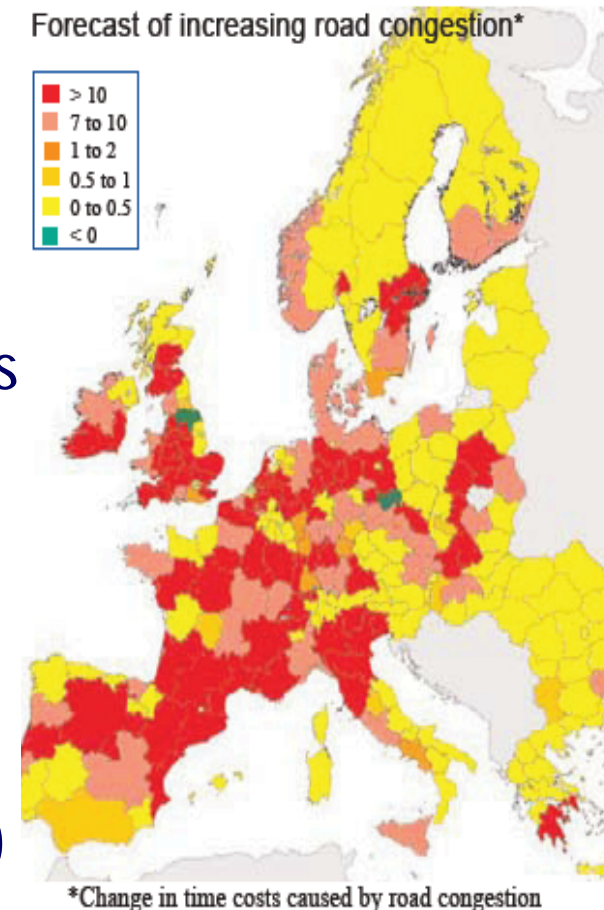 Forecast of increasing road congestion*
> 10
7 to 10
1 to 2
0.5 to 1
0 to 0.5
< 0
s
)
*Change in time costs caused by road congestion